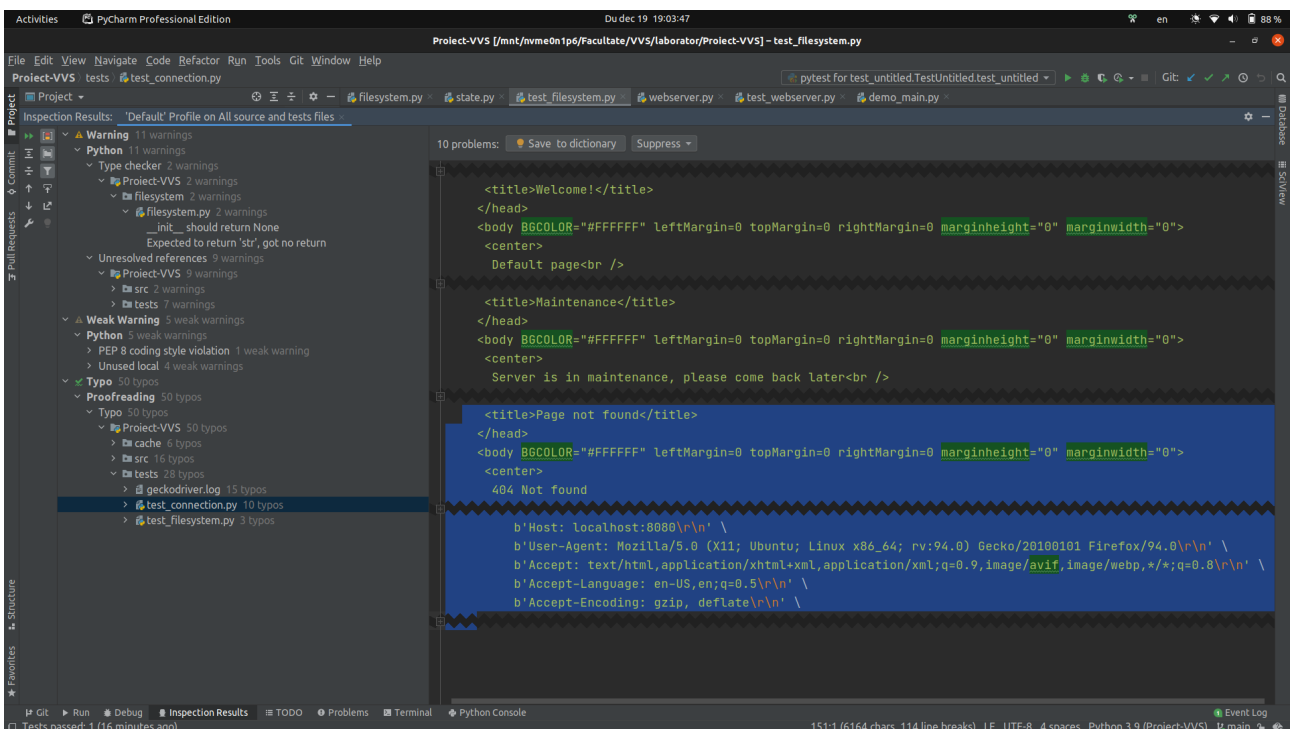 Activities PyCharm Professional Edition Du dec 19 19:03:47 en 88 %
Proiect-VVS [/mnt/nvme0n1p6/Facultate/VVS/laborator/Proiect-VVS] – test_filesystem.py
File Edit View Navigate Code Refactor Run Tools Git Window Help
Proiect-VVS tests test_connection.py pytest for test_untitled.TestUntitled.test_untitled Git:
Project filesystem.py state.py test_filesystem.py webserver.py test_webserver.py demo_main.py
Inspection Results: 'Default' Profile on All source and tests files
Project
Commit
Pull Requests
Structure
Favorites
Database
SciView
Warning 11 warnings
Python 11 warnings
Type checker 2 warnings
Proiect-VVS 2 warnings
filesystem 2 warnings
filesystem.py 2 warnings
__init__ should return None
Expected to return 'str', got no return
Unresolved references 9 warnings
Proiect-VVS 9 warnings
src 2 warnings
tests 7 warnings
Weak Warning 5 weak warnings
Python 5 weak warnings
PEP 8 coding style violation 1 weak warning
Unused local 4 weak warnings
Typo 50 typos
Proofreading 50 typos
Typo 50 typos
Proiect-VVS 50 typos
cache 6 typos
src 16 typos
tests 28 typos
geckodriver.log 15 typos
test_connection.py 10 typos
test_filesystem.py 3 typos
10 problems: Save to dictionary Suppress
<title>Welcome!</title>
</head>
<body BGCOLOR="#FFFFFF" leftMargin=0 topMargin=0 rightMargin=0 marginheight="0" marginwidth="0">
<center>
Default page<br />
<title>Maintenance</title>
</head>
<body BGCOLOR="#FFFFFF" leftMargin=0 topMargin=0 rightMargin=0 marginheight="0" marginwidth="0">
<center>
Server is in maintenance, please come back later<br />
<title>Page not found</title>
</head>
<body BGCOLOR="#FFFFFF" leftMargin=0 topMargin=0 rightMargin=0 marginheight="0" marginwidth="0">
<center>
404 Not found
b'Host: localhost:8080\r\n' \
b'User-Agent: Mozilla/5.0 (X11; Ubuntu; Linux x86_64; rv:94.0) Gecko/20100101 Firefox/94.0\r\n' \
b'Accept: text/html,application/xhtml+xml,application/xml;q=0.9,image/avif,image/webp,*/*;q=0.8\r\n' \
b'Accept-Language: en-US,en;q=0.5\r\n' \
b'Accept-Encoding: gzip, deflate\r\n' \
Git Run Debug Inspection Results TODO Problems Terminal Python Console Event Log
Tests passed: 1 (16 minutes ago) 151:1 (6164 chars, 114 line breaks) LF UTF-8 4 spaces Python 3.9 (Proiect-VVS) main